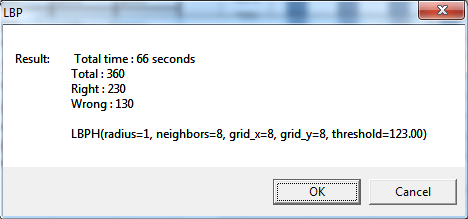 LBP
Result: Total time : 66 seconds
Total : 360
Right : 230
Wrong : 130
LBPH(radius=1, neighbors=8, grid_x=8, grid_y=8, threshold=123.00)
OK Cancel